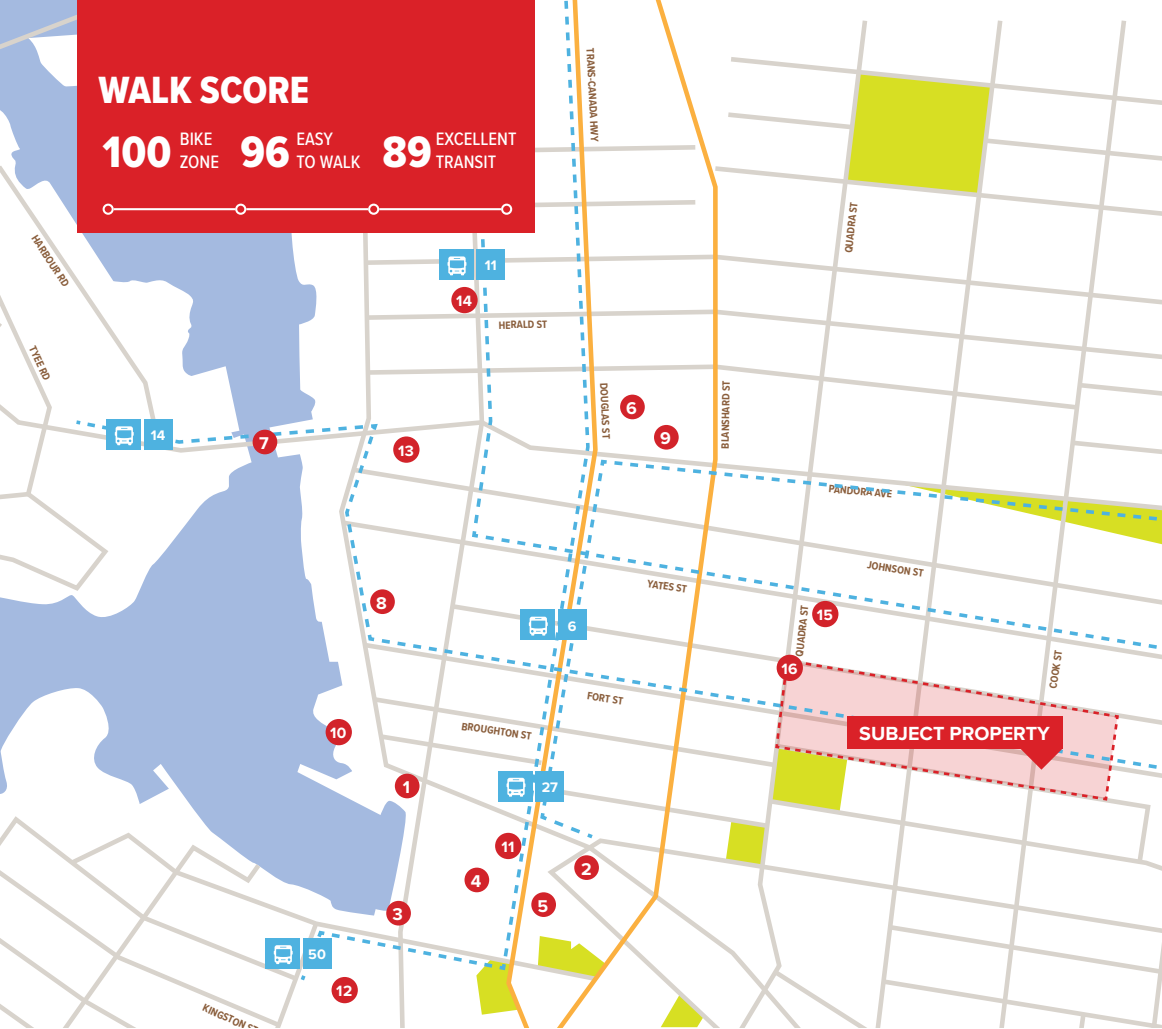 WALK SCORE
100 BIKE ZONE
96 EASY TO WALK
89 EXCELLENT TRANSIT
TRANS-CANADA HWY
HARBOUR RD
QUADRA ST
11
14
HERALD ST
TYEE RD
DOUGLAS ST
BLANSHARD ST
6
9
14
7
13
PANDORA AVE
JOHNSON ST
YATES ST
8
15
QUADRA ST
6
COOK ST
16
FORT ST
BROUGHTON ST
10
SUBJECT PROPERTY
1
27
11
2
4
5
3
50
12
KINGSTON ST